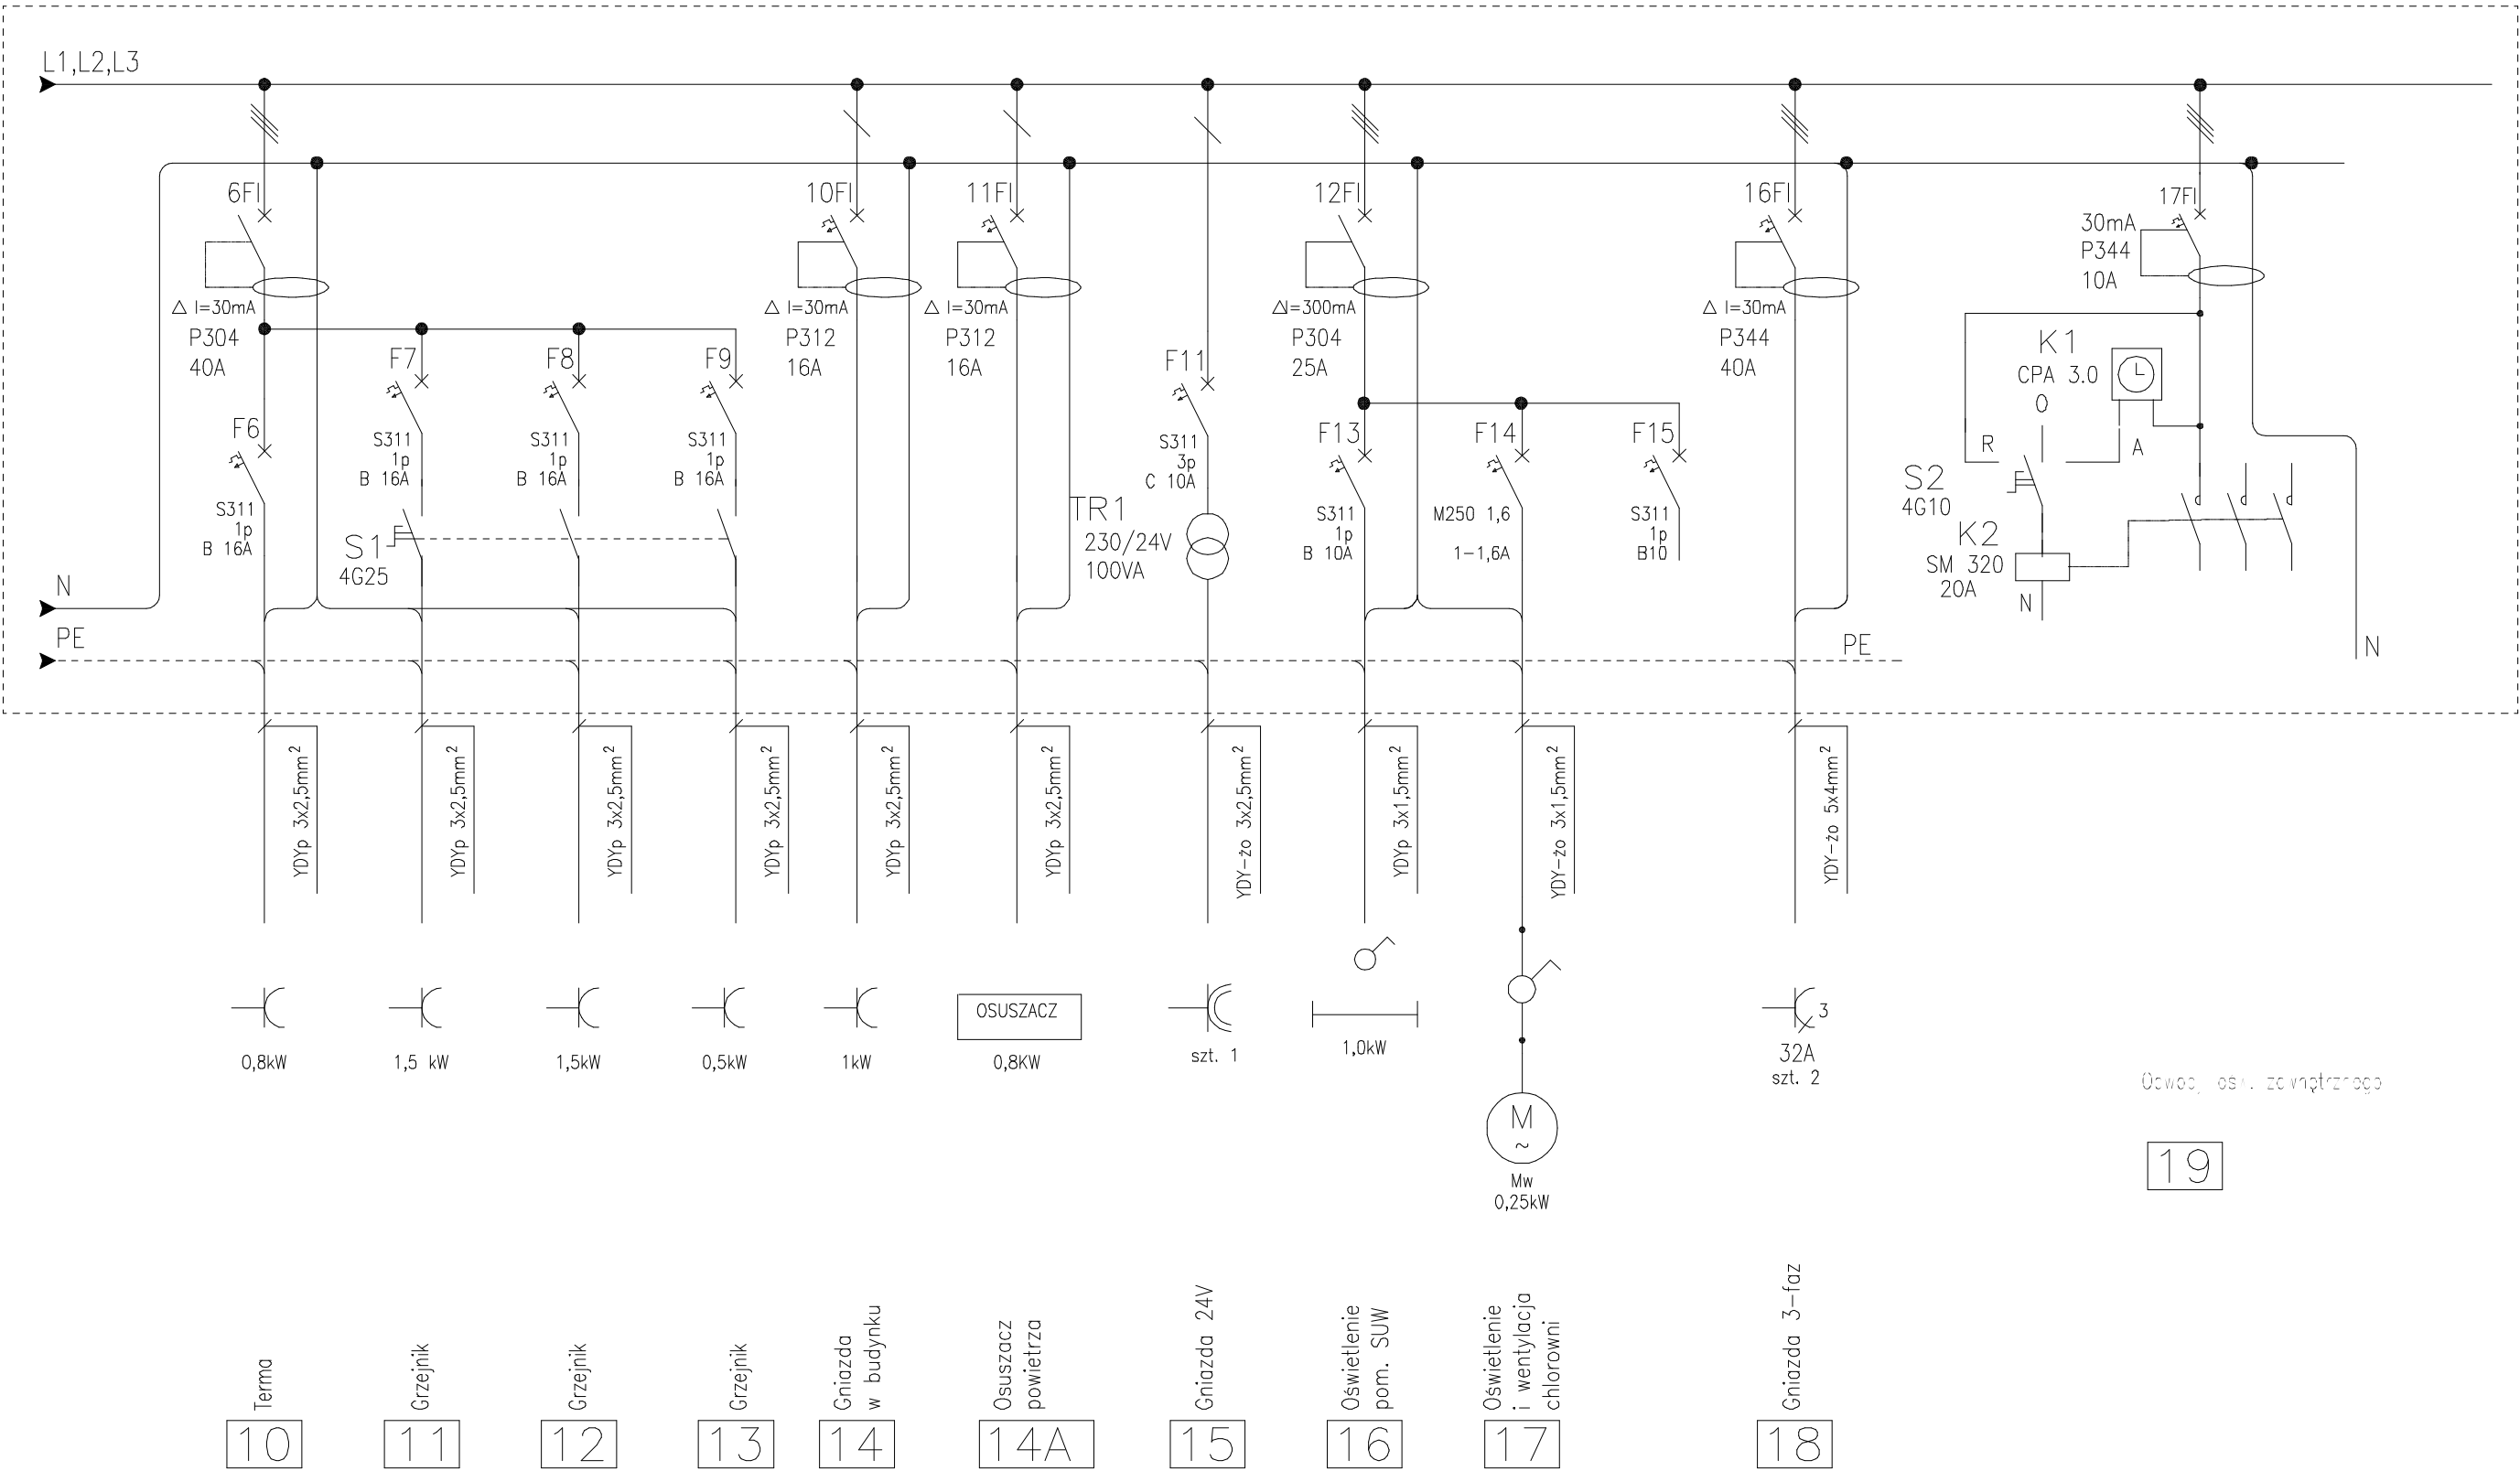 L1,L2,L3
6FI
10FI
11FI
12FI
16FI
17FI
30mA
P344
10A
△ I=30mA
P304
40A
△ I=30mA
P312
16A
△ I=30mA
P312
16A
△I=300mA
P304
25A
△ I=30mA
P344
40A
F7
F8
F9
F11
K1
CPA 3.0
0
R
A
F6
S311
1p
B 16A
S311
1p
B 16A
S311
1p
B 16A
S311
1p
B 16A
S311
3p
C 10A
F13
F14
F15
S1
4G25
TR1
230/24V
100VA
S311
1p
B 10A
M250 1,6
1-1,6A
S311
1p
B10
S2
4G10
K2
SM 320
20A
N
N
PE
PE
N
YDYp 3x2,5mm²
YDYp 3x2,5mm²
YDYp 3x2,5mm²
YDYp 3x2,5mm²
YDYp 3x2,5mm²
YDYp 3x2,5mm²
YDY-żo 3x2,5mm²
YDYp 3x1,5mm²
YDY-żo 3x1,5mm²
YDY-żo 5x4mm²
0,8kW
1,5 kW
1,5kW
0,5kW
1kW
OSUSZACZ
0,8KW
szt. 1
1,0kW
M
~
Mw
0,25kW
3
32A
szt. 2
19
Terma
Grzejnik
Grzejnik
Grzejnik
Gniazda
w budynku
Osuszacz
powietrza
Gniazda 24V
Oświetlenie
pom. SUW
Oświetlenie
i wentylacja
chlorowni
Gniazda 3-faz
10
11
12
13
14
14A
15
16
17
18